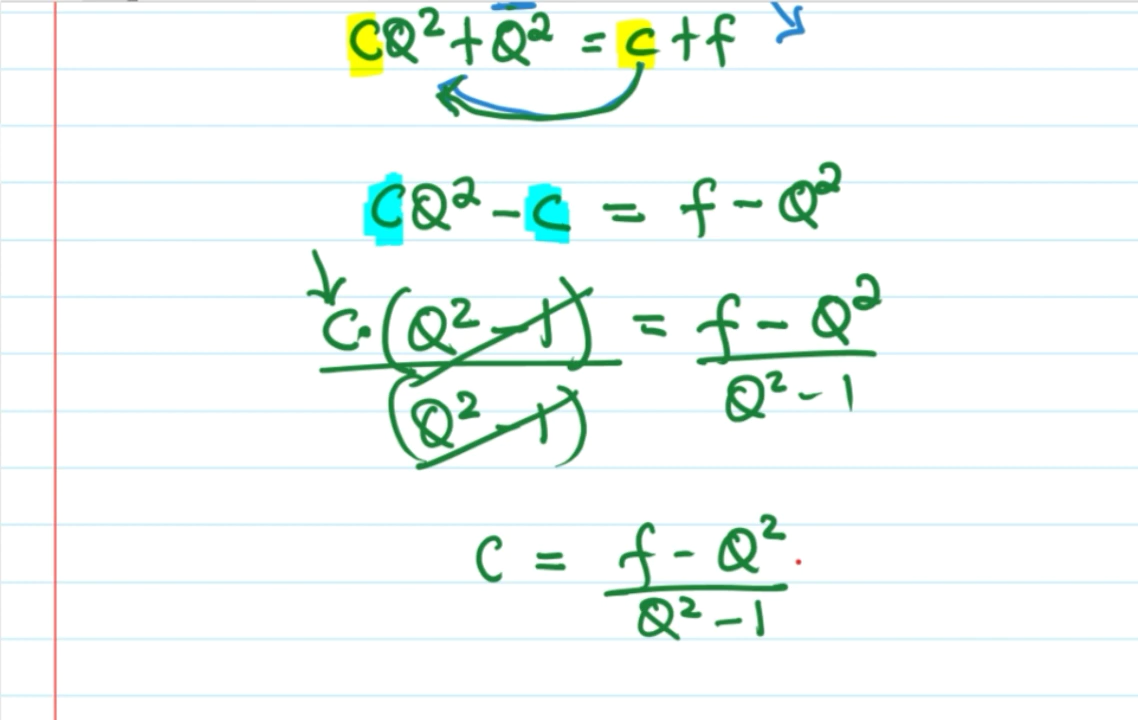 CQ² + Q² = c + f
CQ² - C = f - Q²
C·(Q² - 1) = f - Q²
(Q² - 1) Q² - 1
C = f - Q²
Q² - 1